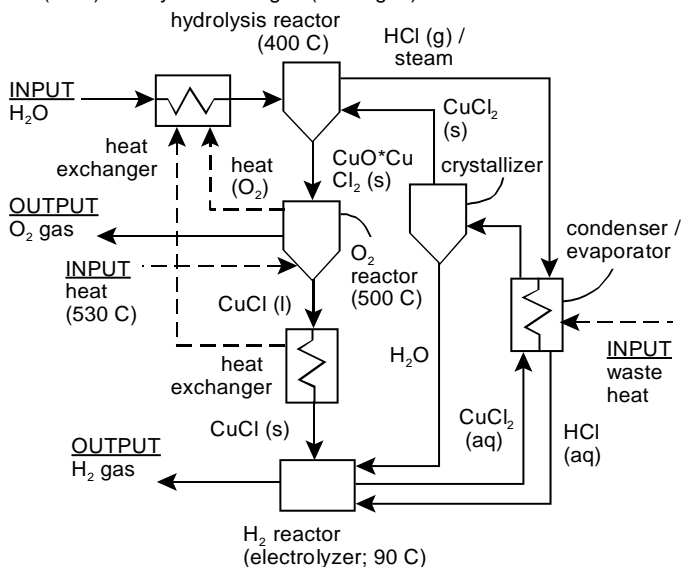 hydrolysis reactor
(400 C)
HCl (g) /
steam
INPUT
H₂O
CuCl₂
(s)
heat
exchanger
heat
(O₂)
CuO*Cu
Cl₂ (s)
crystallizer
OUTPUT
O₂ gas
condenser /
evaporator
INPUT
heat
(530 C)
O₂
reactor
(500 C)
CuCl (l)
H₂O
INPUT
waste
heat
heat
exchanger
CuCl (s)
CuCl₂
(aq)
HCl
(aq)
OUTPUT
H₂ gas
H₂ reactor
(electrolyzer; 90 C)